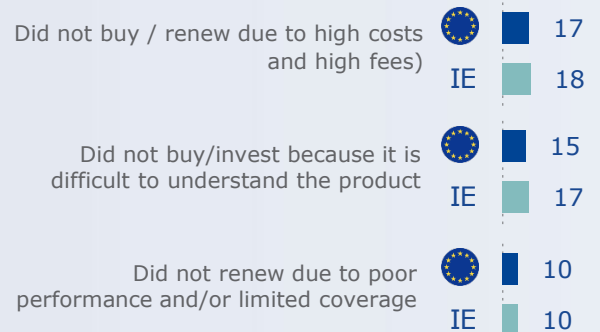 Did not buy / renew due to high costs
and high fees)
17
IE 18
Did not buy/invest because it is
difficult to understand the product
15
IE 17
Did not renew due to poor
performance and/or limited coverage
10
IE 10